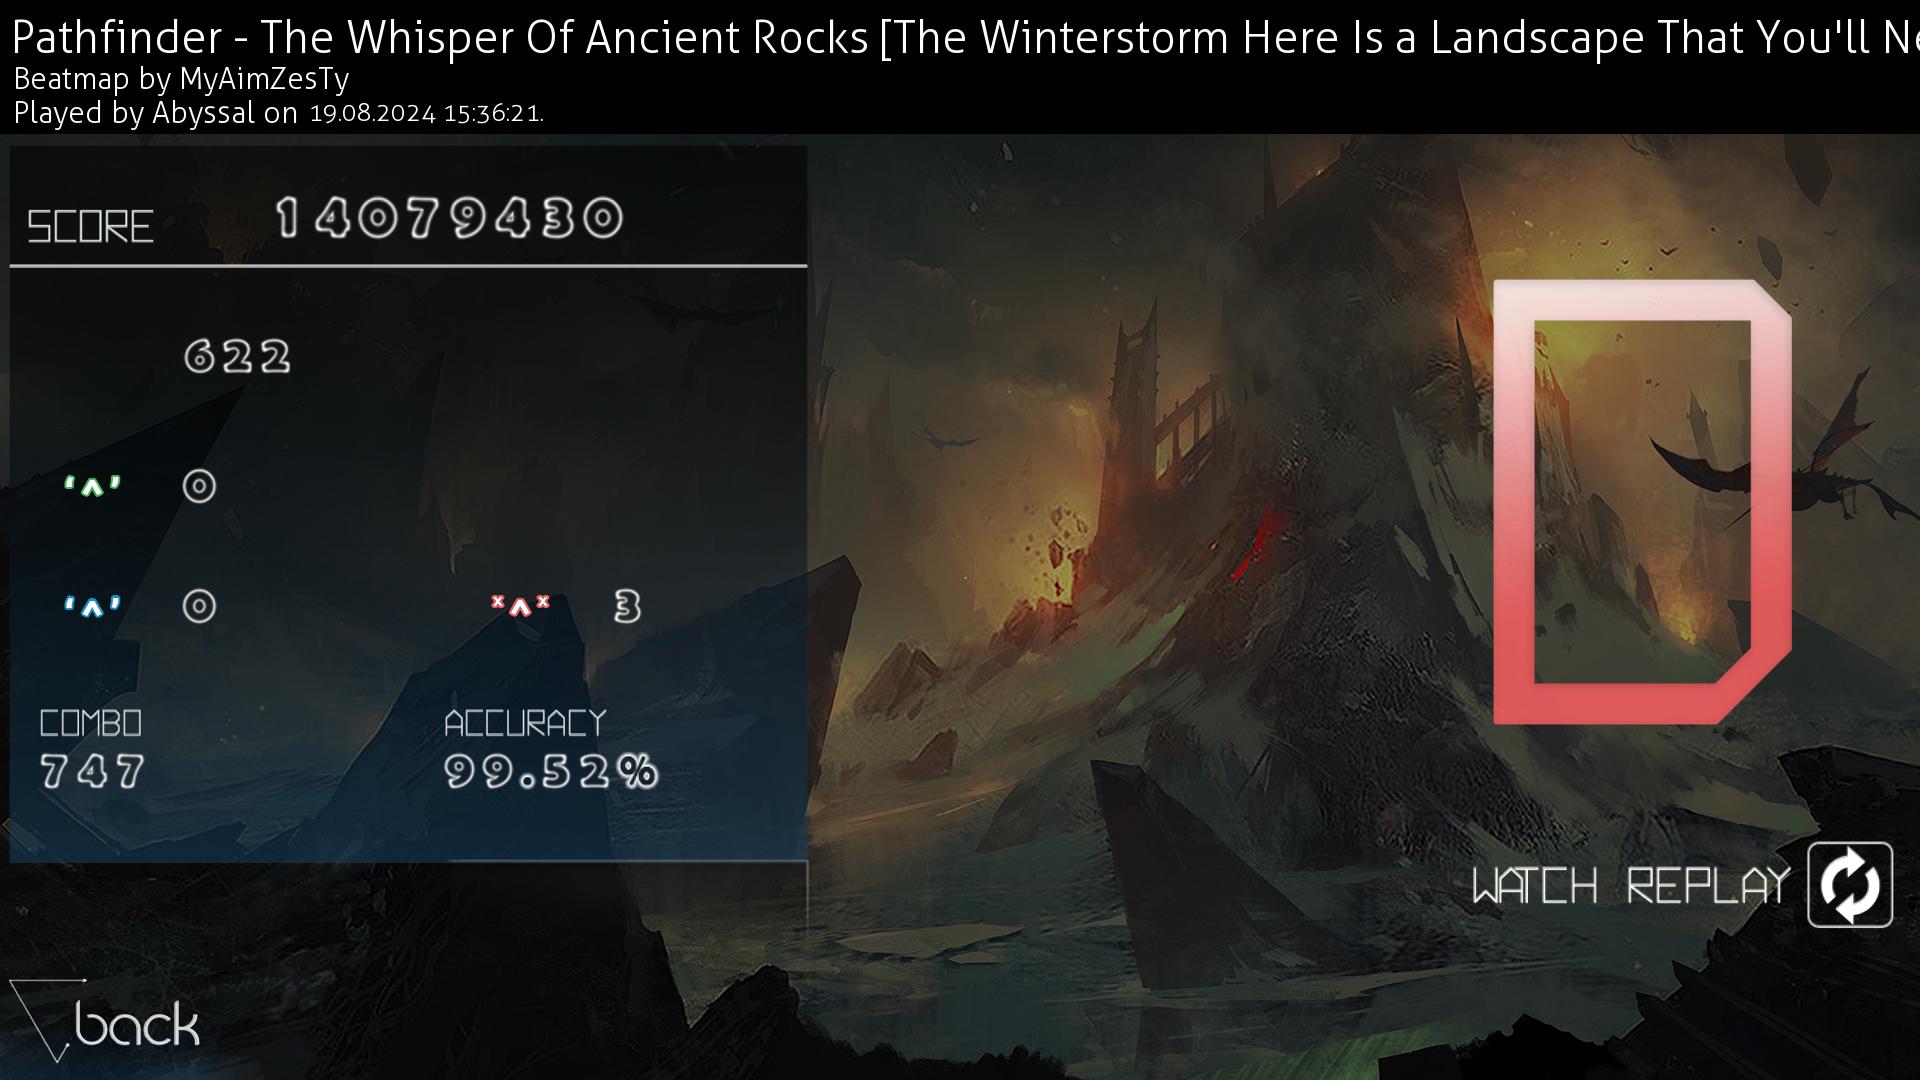 Pathfinder - The Whisper Of Ancient Rocks [The Winterstorm Here Is a Landscape That You'll Ne
Beatmap by MyAimZesTy
Played by Abyssal on 19.08.2024 15:36:21.
SCORE 14079430
622
'^' 0
'^' 0 x^x 3
COMBO ACCURACY
747 99.52%
D
WATCH REPLAY
back